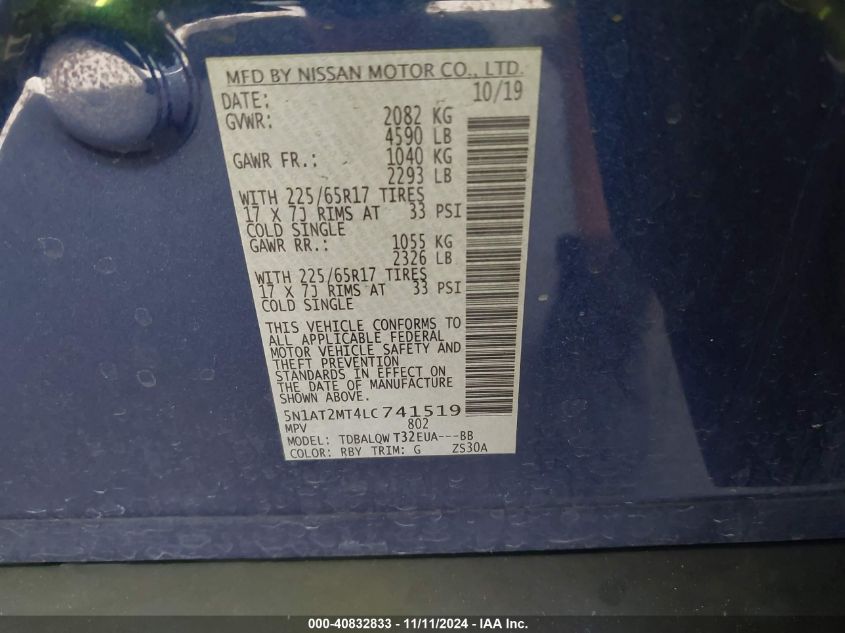 MFD BY NISSAN MOTOR CO., LTD.
DATE: 10/19
GVWR: 2082 KG
4590 LB
GAWR FR.: 1040 KG
2293 LB
WITH 225/65R17 TIRES
17 X 7J RIMS AT 33 PSI
COLD SINGLE
GAWR RR.: 1055 KG
2326 LB
WITH 225/65R17 TIRES
17 X 7J RIMS AT 33 PSI
COLD SINGLE
THIS VEHICLE CONFORMS TO
ALL APPLICABLE FEDERAL
MOTOR VEHICLE SAFETY AND
THEFT PREVENTION
STANDARDS IN EFFECT ON
THE DATE OF MANUFACTURE
SHOWN ABOVE.
5N1AT2MT4LC741519
MPV 802
MODEL: TDBALQWT32EUA---BB
COLOR: RBY TRIM: G ZS30A
000-40832833 - 11/11/2024 - IAA Inc.